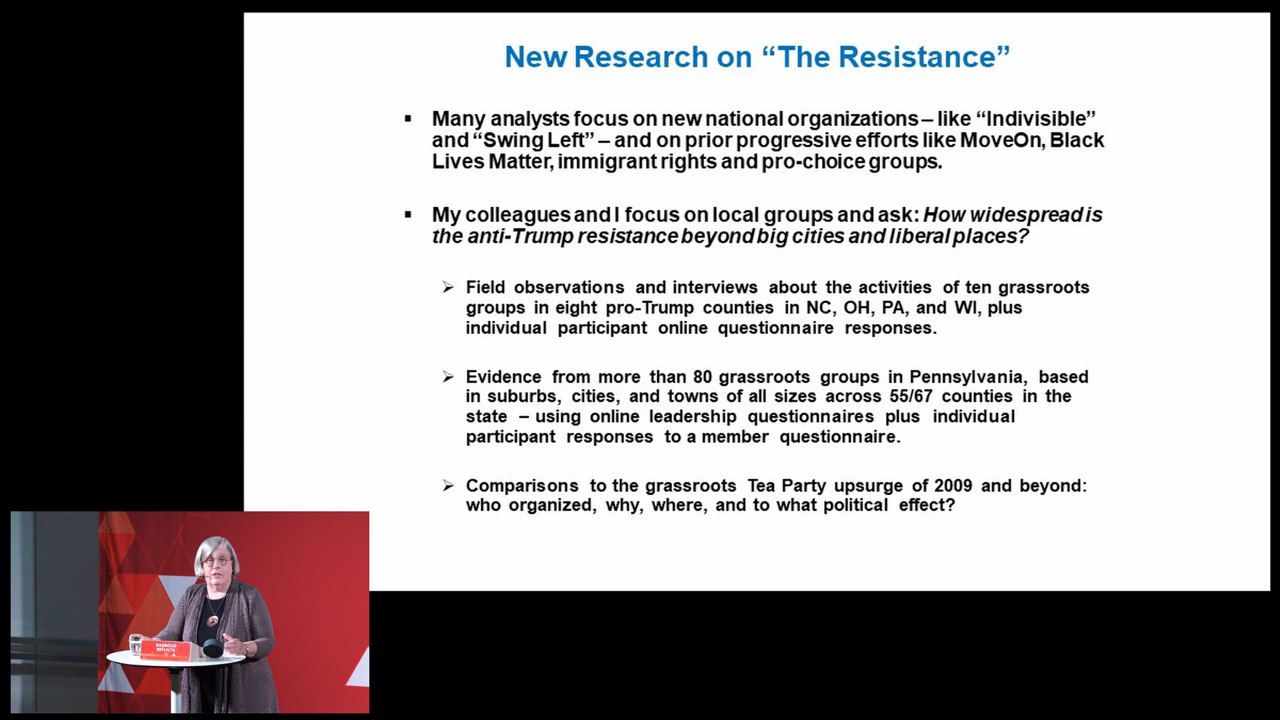 New Research on “The Resistance”
▪ Many analysts focus on new national organizations – like “Indivisible”
and “Swing Left” – and on prior progressive efforts like MoveOn, Black
Lives Matter, immigrant rights and pro-choice groups.
▪ My colleagues and I focus on local groups and ask: How widespread is
the anti-Trump resistance beyond big cities and liberal places?
➢ Field observations and interviews about the activities of ten grassroots
groups in eight pro-Trump counties in NC, OH, PA, and WI, plus
individual participant online questionnaire responses.
➢ Evidence from more than 80 grassroots groups in Pennsylvania, based
in suburbs, cities, and towns of all sizes across 55/67 counties in the
state – using online leadership questionnaires plus individual
participant responses to a member questionnaire.
➢ Comparisons to the grassroots Tea Party upsurge of 2009 and beyond:
who organized, why, where, and to what political effect?
RADBOUD
REFLECTS